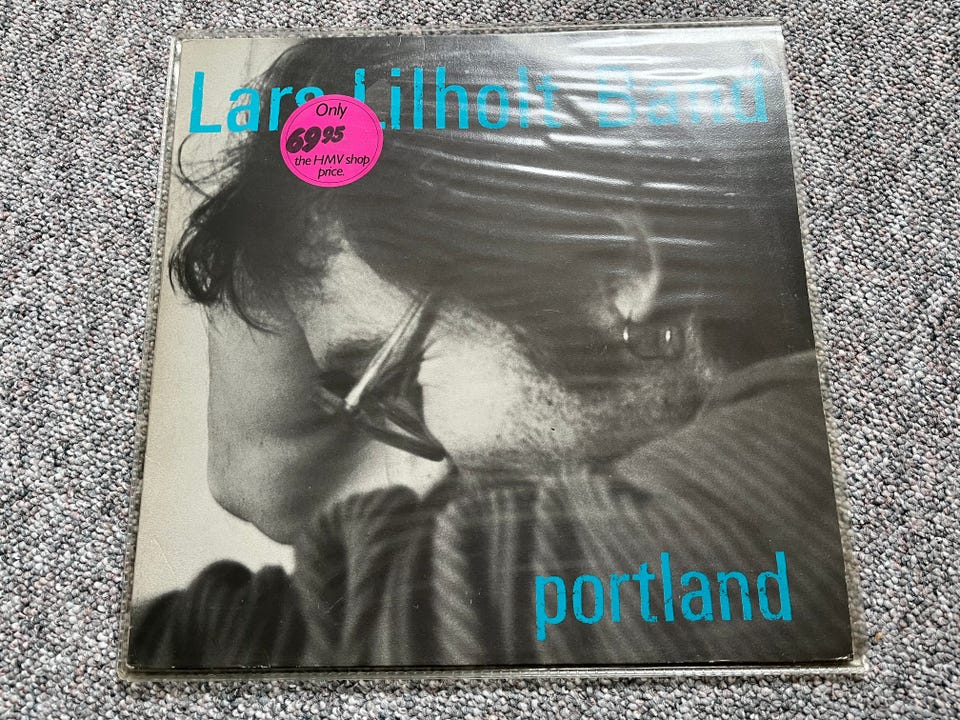 Lars Lilholt Band
Only
69.95
the HMV shop
price.
portland